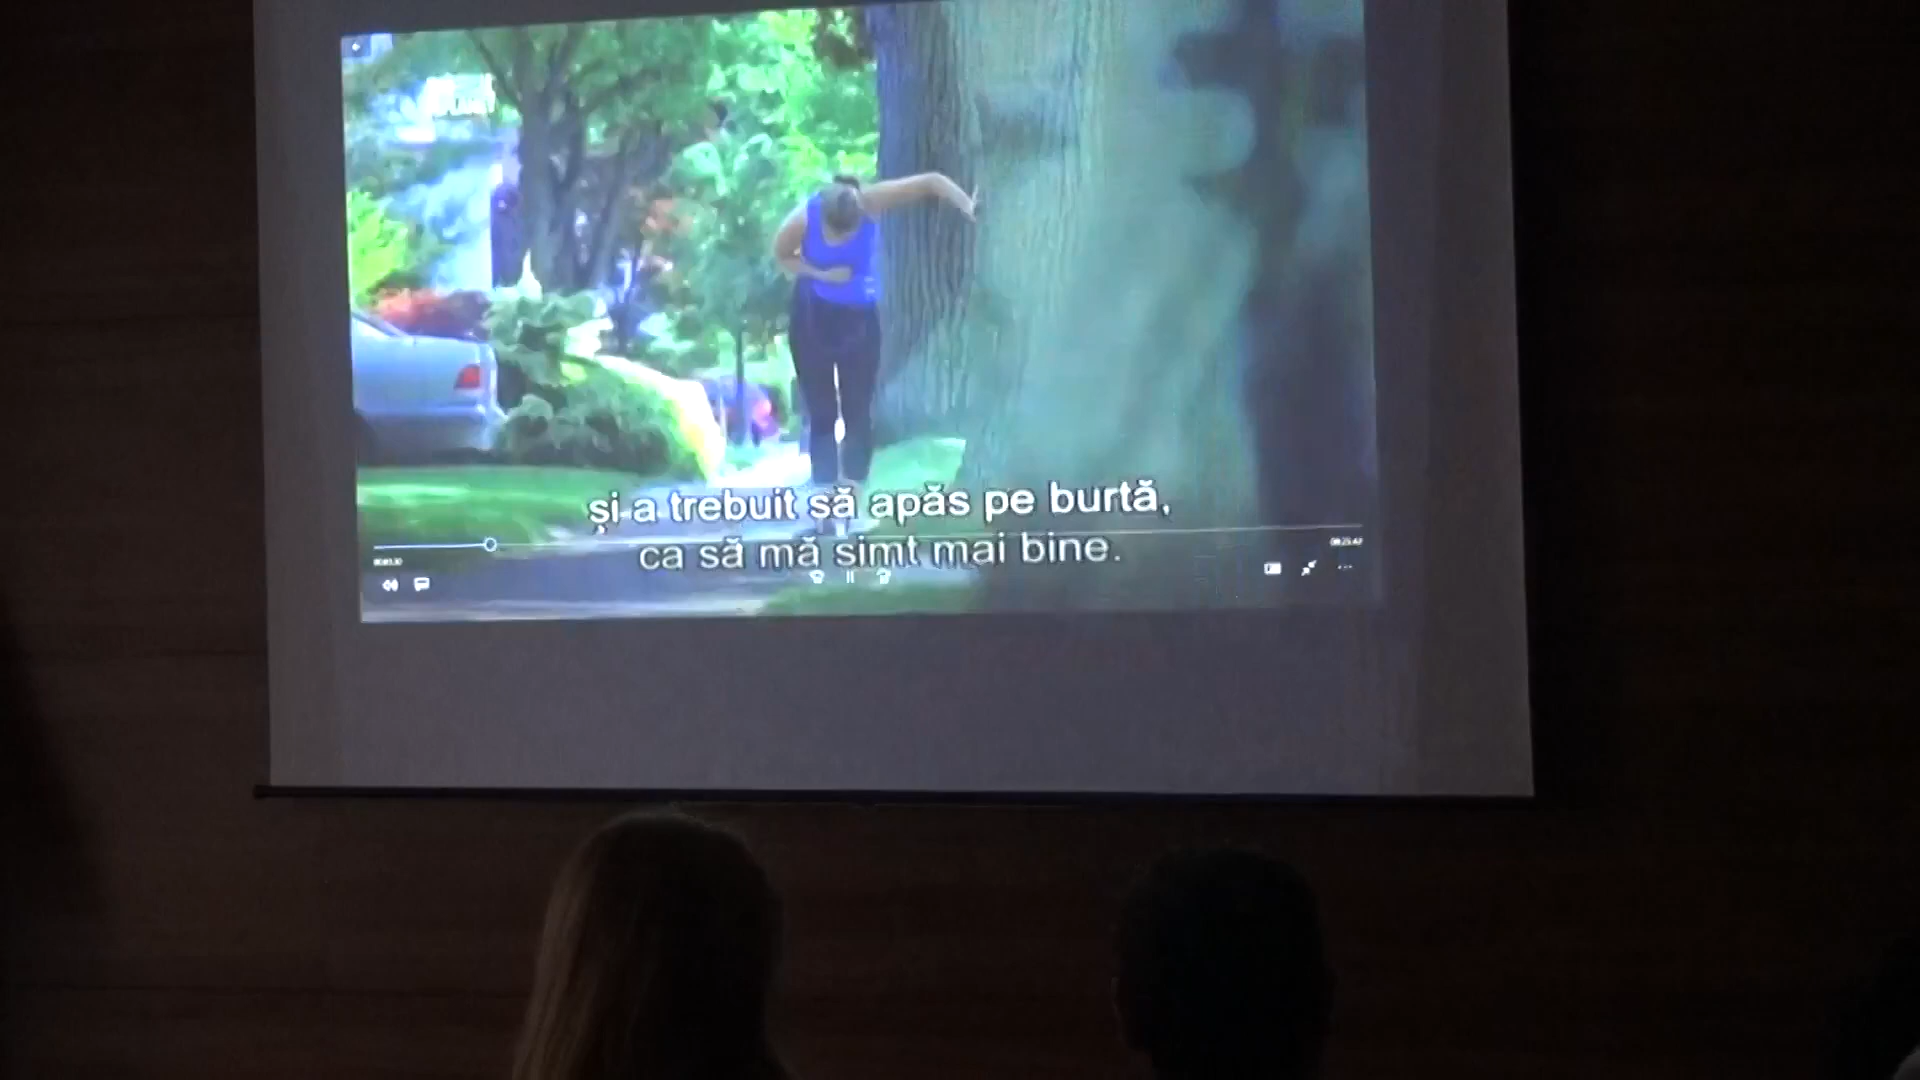 și-a trebuit să apăs pe burtă,
ca să mă simt mai bine.